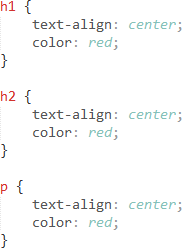 h1 {
    text-align: center;
    color: red;
}

h2 {
    text-align: center;
    color: red;
}

p {
    text-align: center;
    color: red;
}